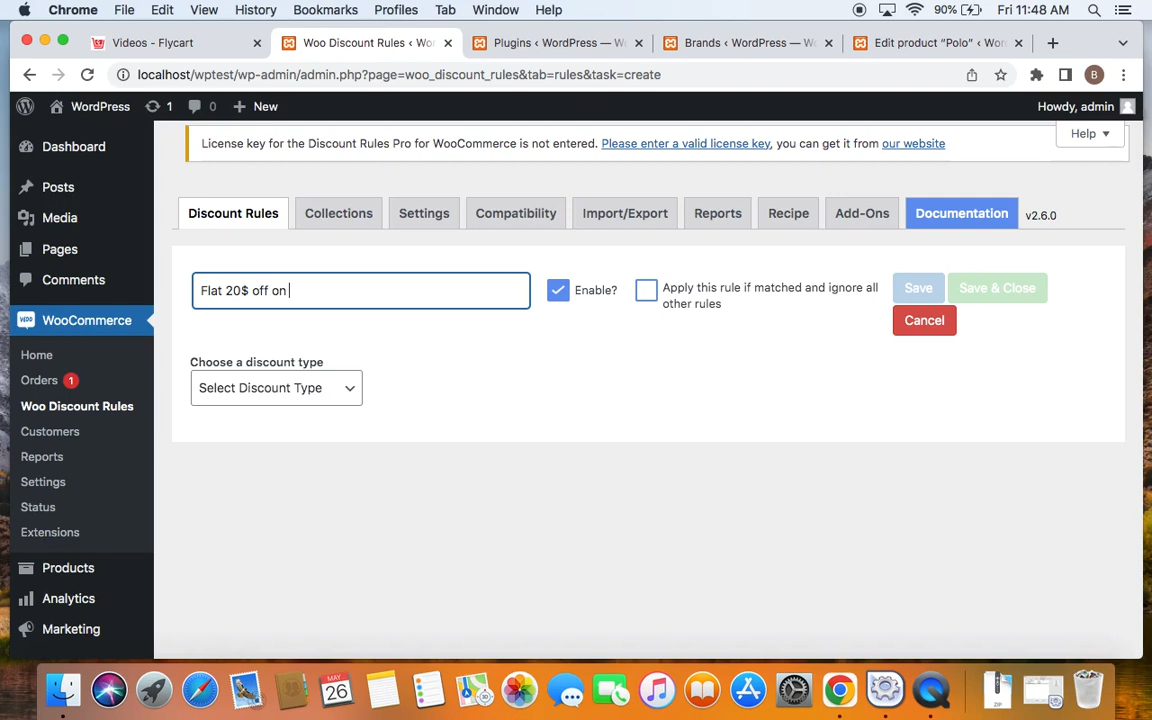 Chrome File Edit View History Bookmarks Profiles Tab Window Help 90% Fri 11:48 AM
Videos - Flycart Woo Discount Rules ‹ Wor Plugins ‹ WordPress — W Brands ‹ WordPress — W Edit product “Polo” ‹ Wor
localhost/wptest/wp-admin/admin.php?page=woo_discount_rules&tab=rules&task=create B
WordPress 1 0 New Howdy, admin
Help
License key for the Discount Rules Pro for WooCommerce is not entered. Please enter a valid license key, you can get it from our website
Dashboard
Posts
Media
Pages
Comments
WooCommerce
Home
Orders 1
Woo Discount Rules
Customers
Reports
Settings
Status
Extensions
Products
Analytics
Marketing
Discount Rules Collections Settings Compatibility Import/Export Reports Recipe Add-Ons Documentation v2.6.0
Flat 20$ off on
Enable?
Apply this rule if matched and ignore all
other rules
Save Save & Close
Cancel
Choose a discount type
Select Discount Type
MAY
26
ZIP